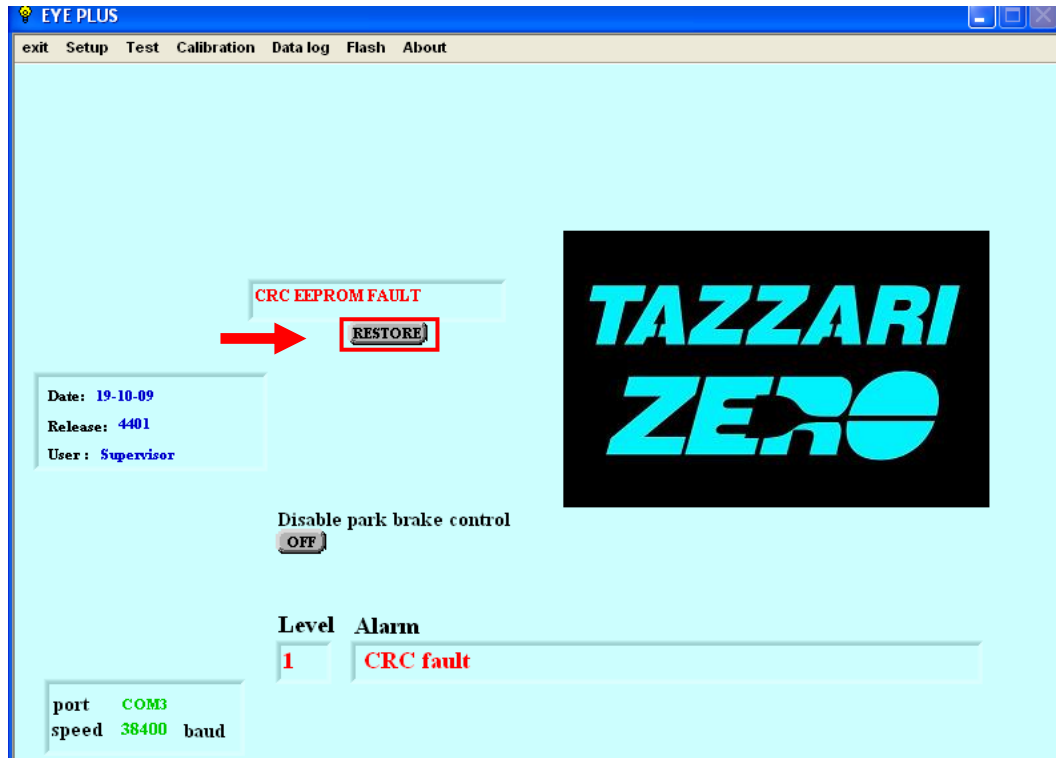 EYE PLUS
exit Setup Test Calibration Data log Flash About
CRC EEPROM FAULT
RESTORE
TAZZARI
ZERO
Date: 19-10-09
Release: 4401
User : Supervisor
Disable park brake control
OFF
Level Alarm
1 CRC fault
port COM3
speed 38400 baud